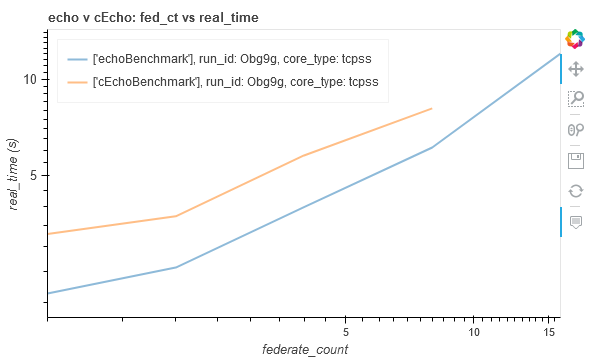 echo v cEcho: fed_ct vs real_time
['echoBenchmark'], run_id: Obg9g, core_type: tcpss
['cEchoBenchmark'], run_id: Obg9g, core_type: tcpss
10
5
real_time (s)
5
10
15
federate_count